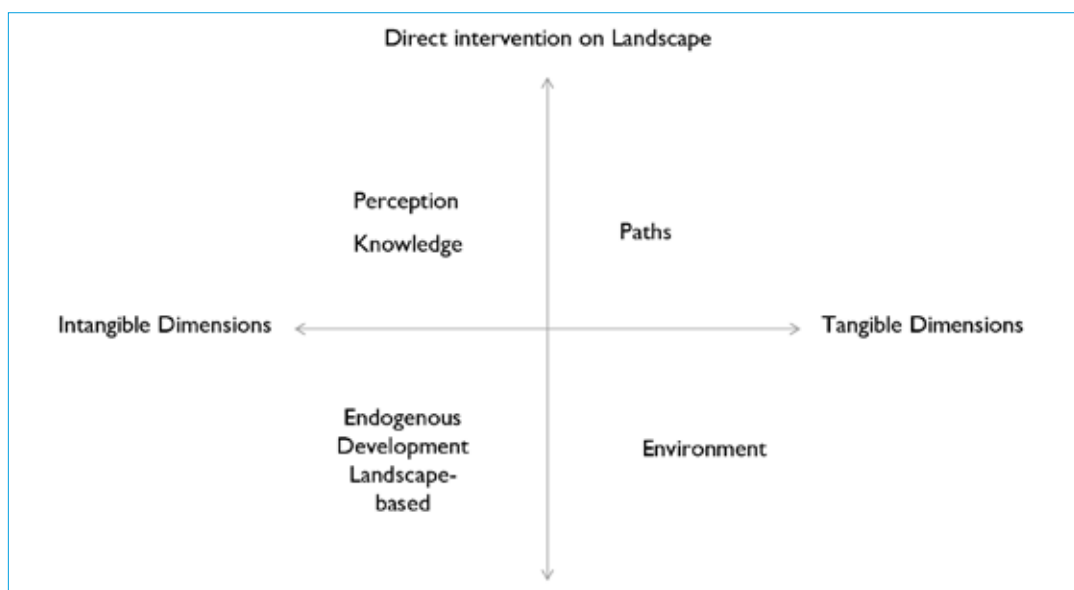 Direct intervention on Landscape
Perception
Knowledge
Paths
Intangible Dimensions
Tangible Dimensions
Endogenous
Development
Landscape-
based
Environment